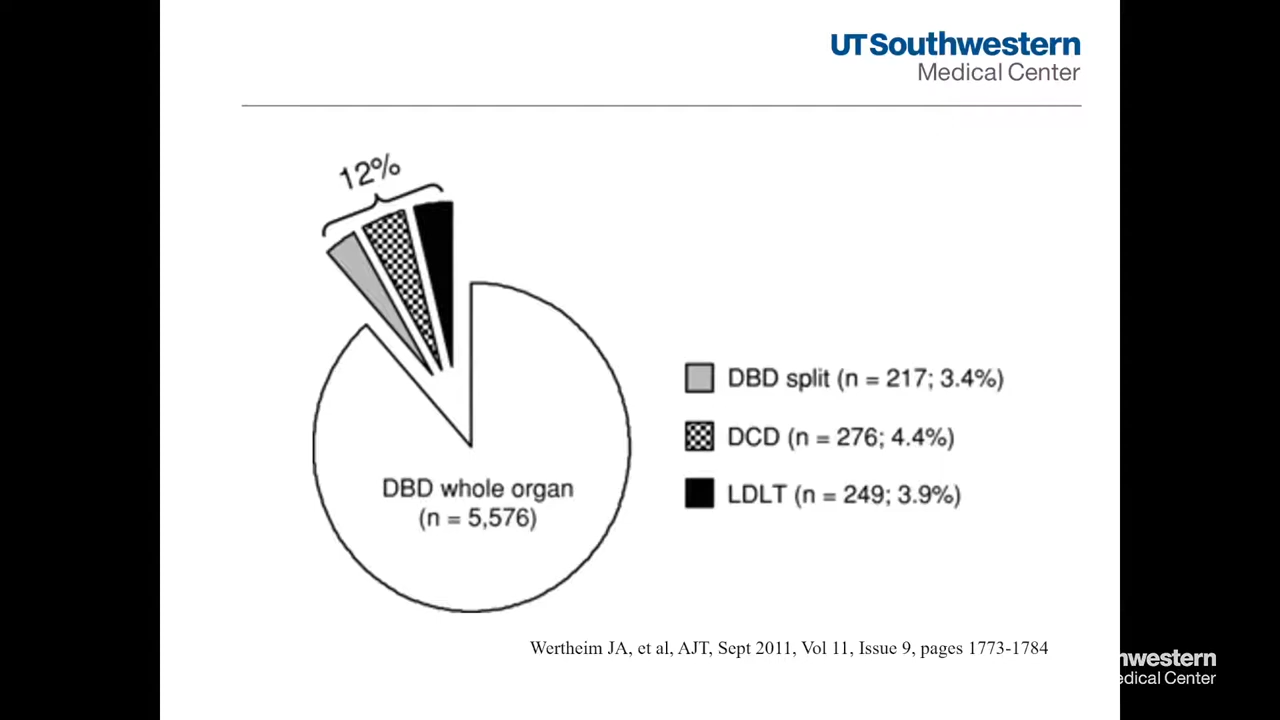 UTSouthwestern
Medical Center
12%
DBD whole organ
(n = 5,576)
DBD split (n = 217; 3.4%)
DCD (n = 276; 4.4%)
LDLT (n = 249; 3.9%)
Wertheim JA, et al, AJT, Sept 2011, Vol 11, Issue 9, pages 1773-1784
hwestern
edical Center